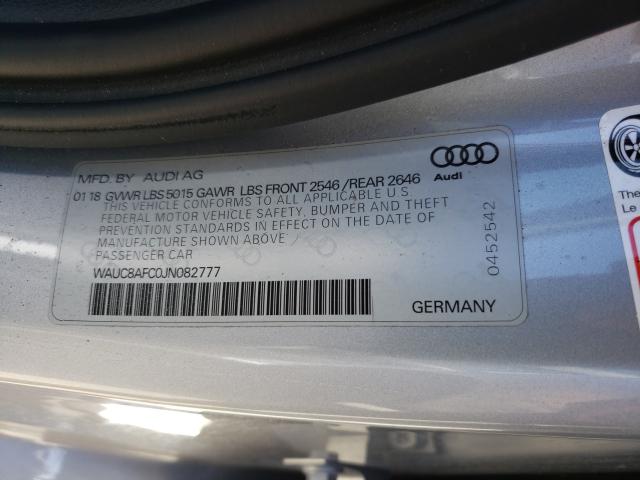 MFD. BY AUDI AG
Audi
01 18 GVWR LBS 5015 GAWR LBS FRONT 2546 /REAR 2646
THIS VEHICLE CONFORMS TO ALL APPLICABLE U S
FEDERAL MOTOR VEHICLE SAFETY, BUMPER AND THEFT
PREVENTION STANDARDS IN EFFECT ON THE DATE OF
MANUFACTURE SHOWN ABOVE
PASSENGER CAR
WAUC8AFC0JN082777
GERMANY
0452542
The
Le